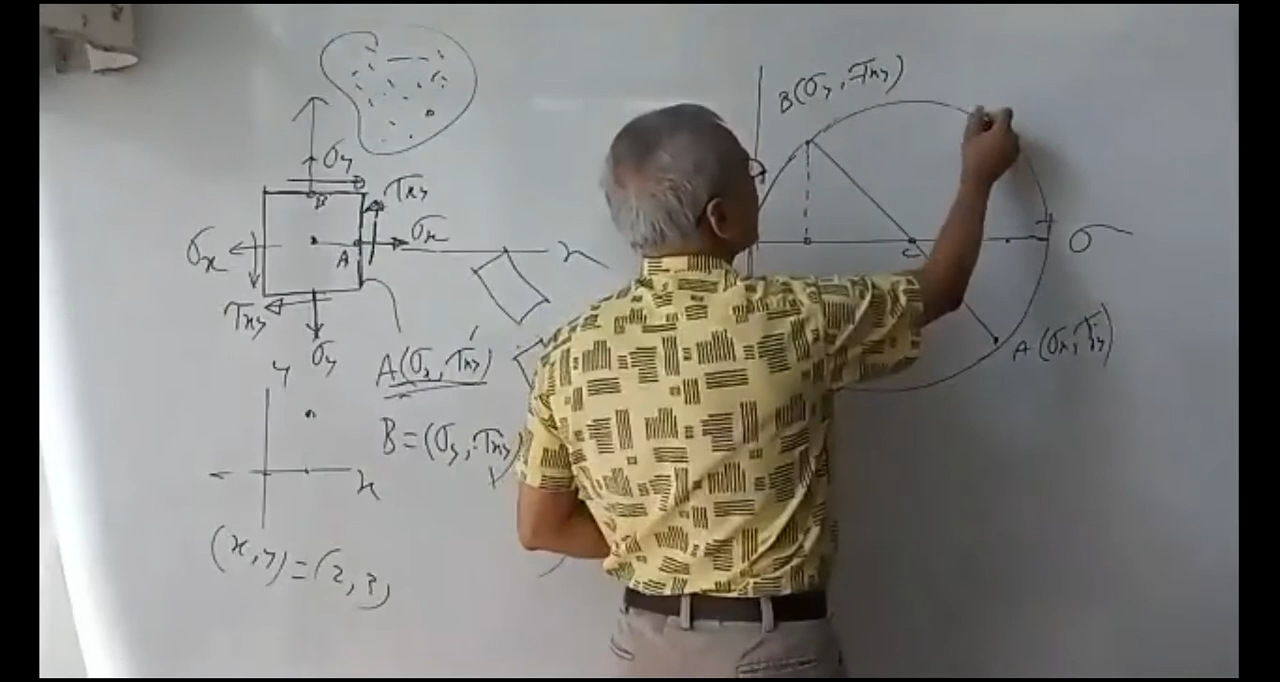 B(σy, -τxy)
σy
B
τxy
σx
A
σx
x
C
σ
τxy
σy
A(σx, τxy)
A(σx, τxy)
y
B=(σy, -τxy)
x
(x,y)=(2,3)